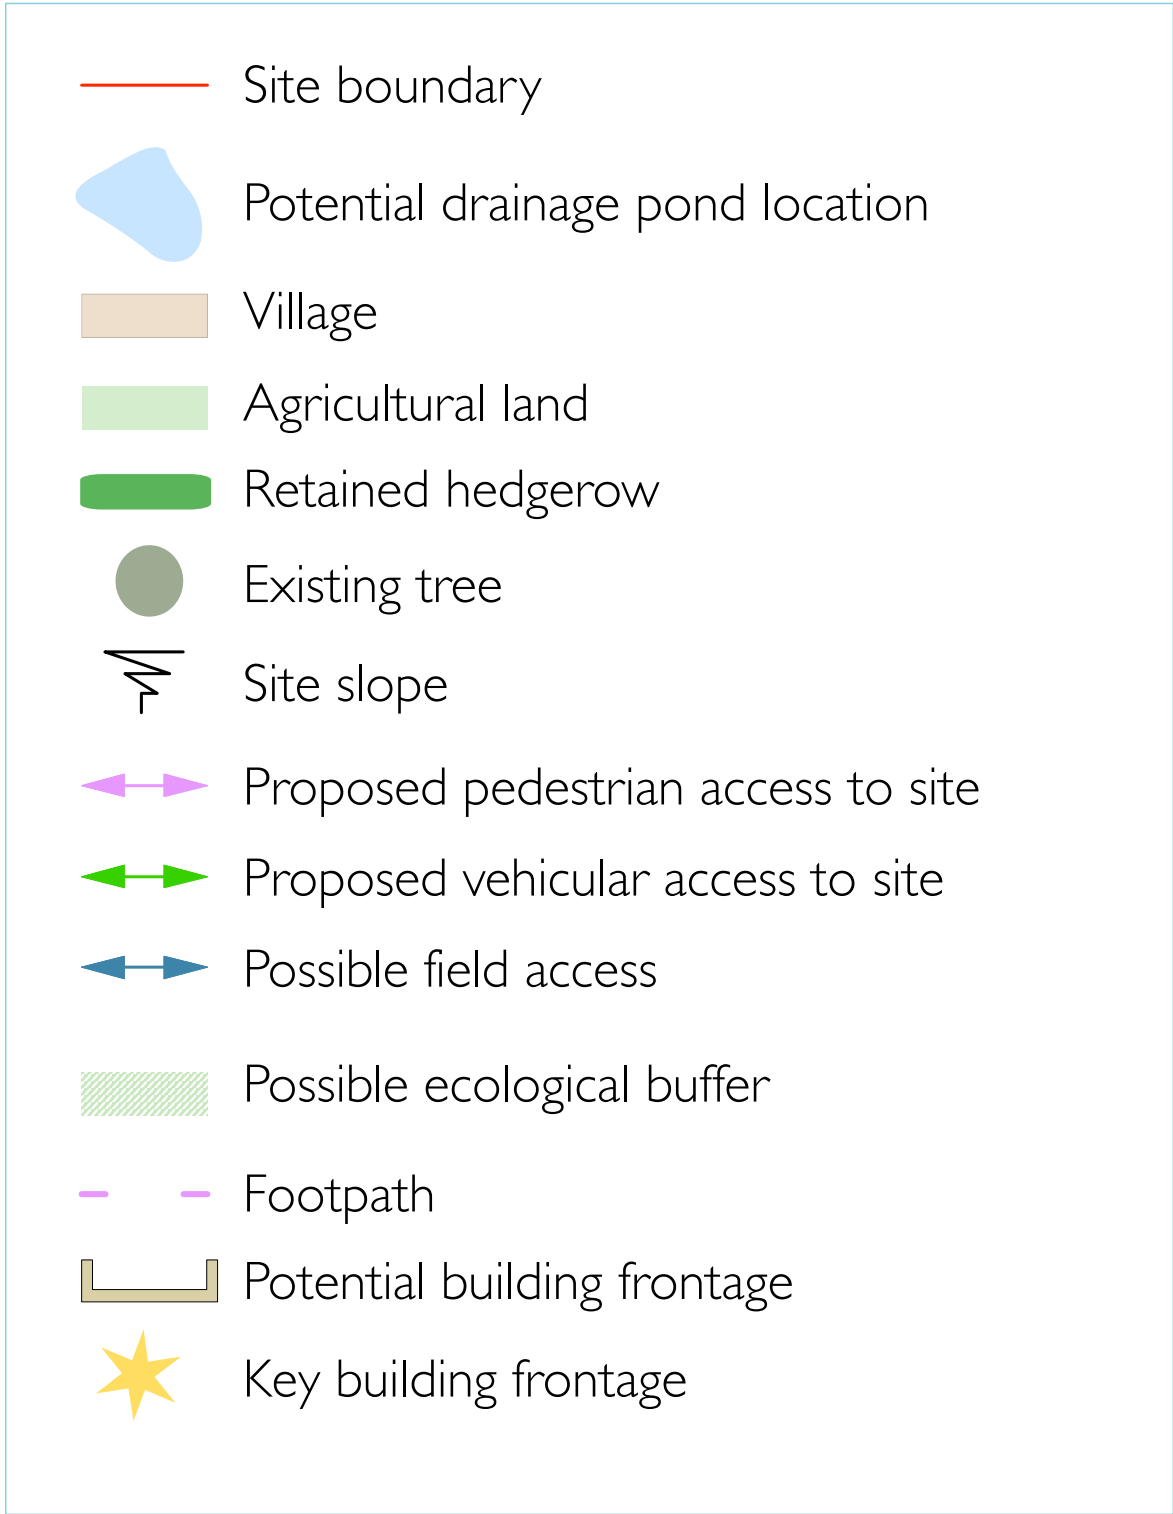 Site boundary
Potential drainage pond location
Village
Agricultural land
Retained hedgerow
Existing tree
Site slope
Proposed pedestrian access to site
Proposed vehicular access to site
Possible field access
Possible ecological buffer
Footpath
Potential building frontage
Key building frontage